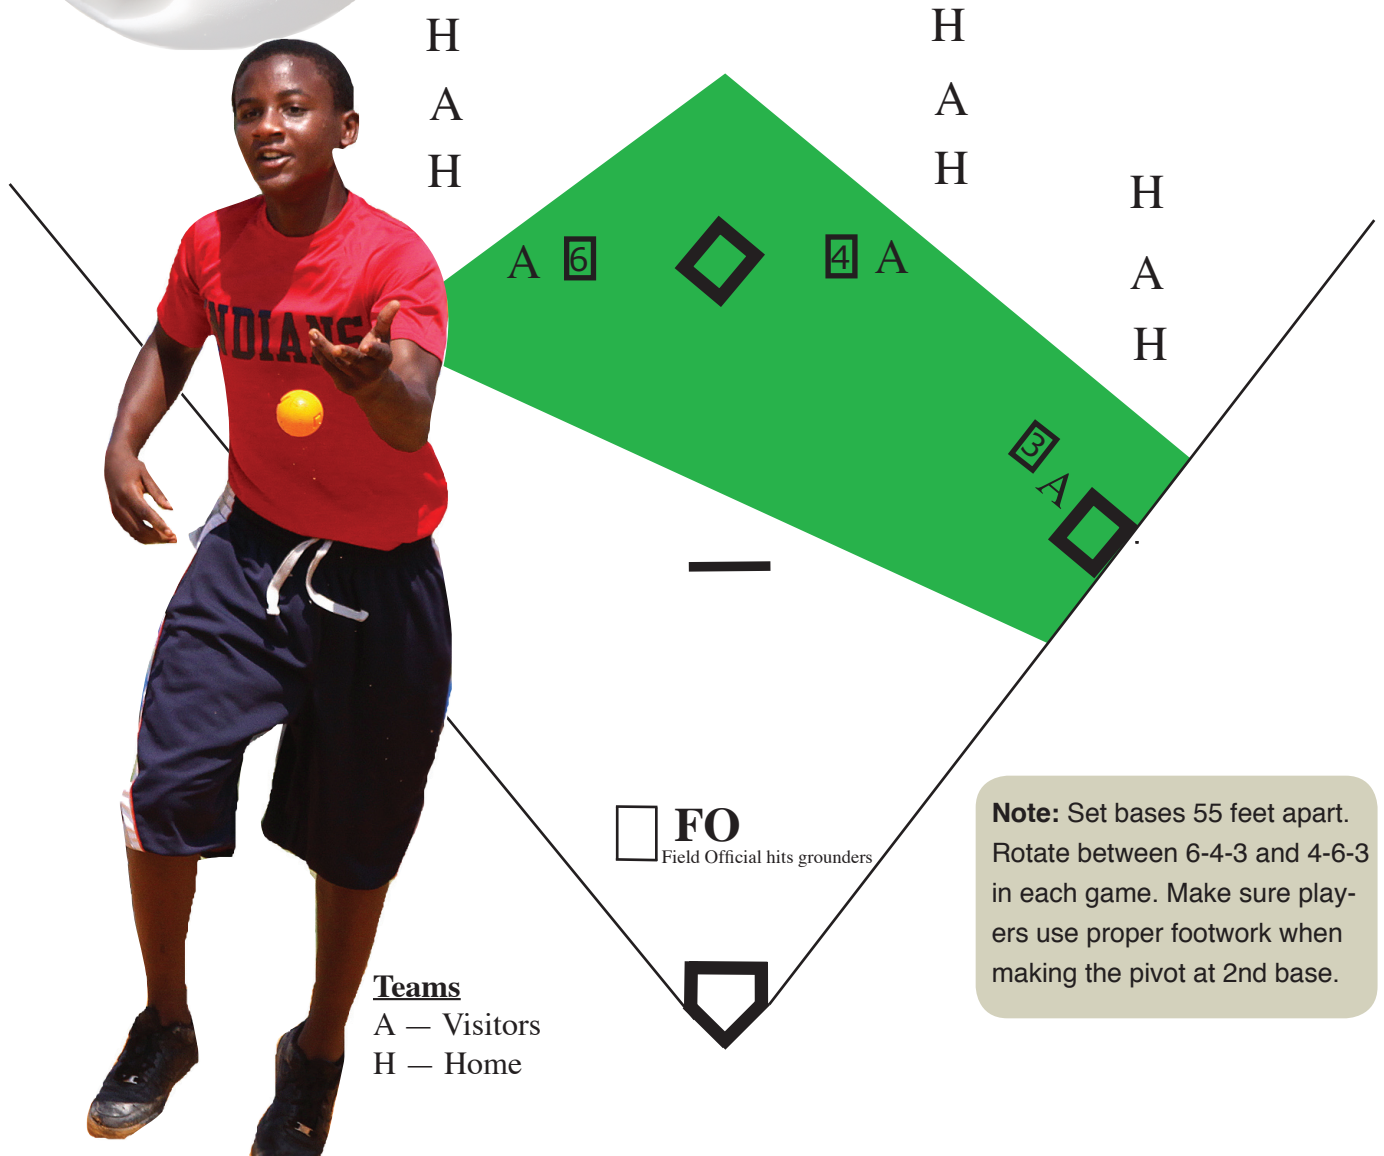 H
H
A
A
H
H
H
A 6
4 A
A
H
3
A
INDIANS
FO
Field Official hits grounders
Note: Set bases 55 feet apart.
Rotate between 6-4-3 and 4-6-3
in each game. Make sure play-
ers use proper footwork when
making the pivot at 2nd base.
Teams
A — Visitors
H — Home